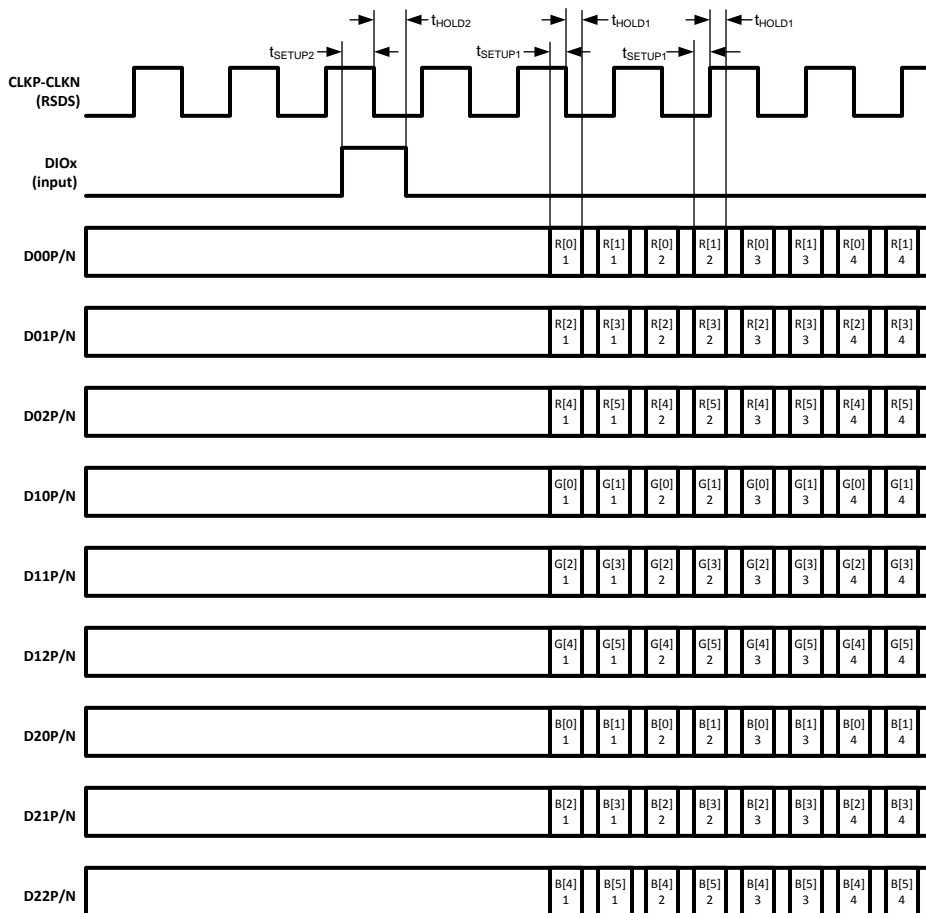 tHOLD2 tHOLD1 tHOLD1
tSETUP2 tSETUP1 tSETUP1
CLKP-CLKN
(RSDS)
DIOx
(input)
D00P/N R[0] R[1] R[0] R[1] R[0] R[1] R[0] R[1]
1 1 2 2 3 3 4 4
D01P/N R[2] R[3] R[2] R[3] R[2] R[3] R[2] R[3]
1 1 2 2 3 3 4 4
D02P/N R[4] R[5] R[4] R[5] R[4] R[5] R[4] R[5]
1 1 2 2 3 3 4 4
D10P/N G[0] G[1] G[0] G[1] G[0] G[1] G[0] G[1]
1 1 2 2 3 3 4 4
D11P/N G[2] G[3] G[2] G[3] G[2] G[3] G[2] G[3]
1 1 2 2 3 3 4 4
D12P/N G[4] G[5] G[4] G[5] G[4] G[5] G[4] G[5]
1 1 2 2 3 3 4 4
D20P/N B[0] B[1] B[0] B[1] B[0] B[1] B[0] B[1]
1 1 2 2 3 3 4 4
D21P/N B[2] B[3] B[2] B[3] B[2] B[3] B[2] B[3]
1 1 2 2 3 3 4 4
D22P/N B[4] B[5] B[4] B[5] B[4] B[5] B[4] B[5]
1 1 2 2 3 3 4 4